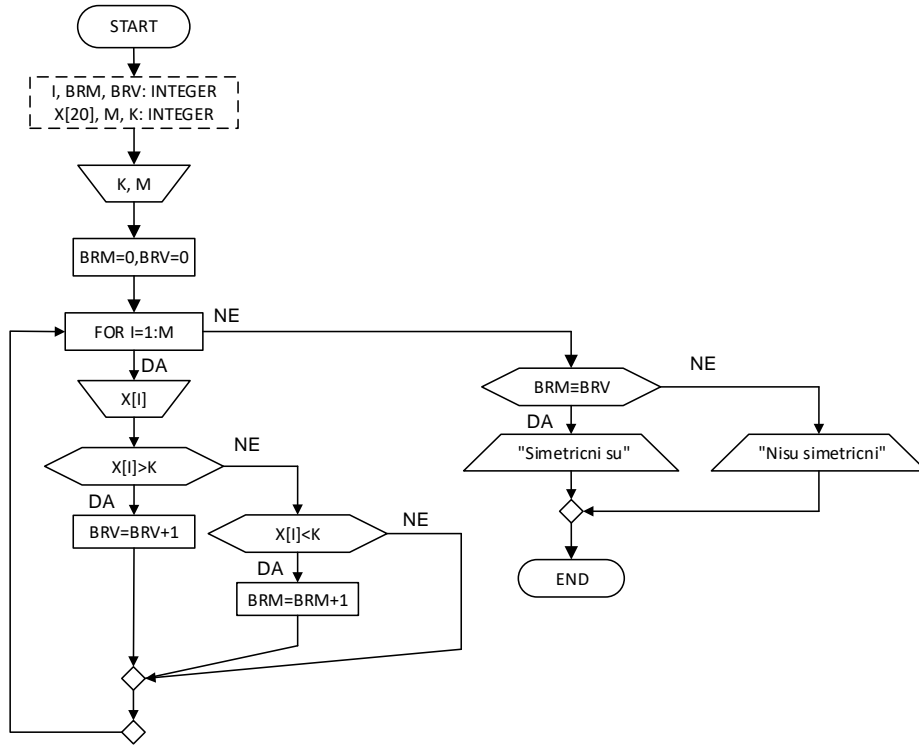 START
I, BRM, BRV: INTEGER
X[20], M, K: INTEGER
K, M
BRM=0,BRV=0
FOR I=1:M
NE
DA
X[I]
X[I]>K
NE
DA
BRV=BRV+1
X[I]<K
NE
DA
BRM=BRM+1
BRM≡BRV
NE
DA
"Simetricni su"
"Nisu simetricni"
END